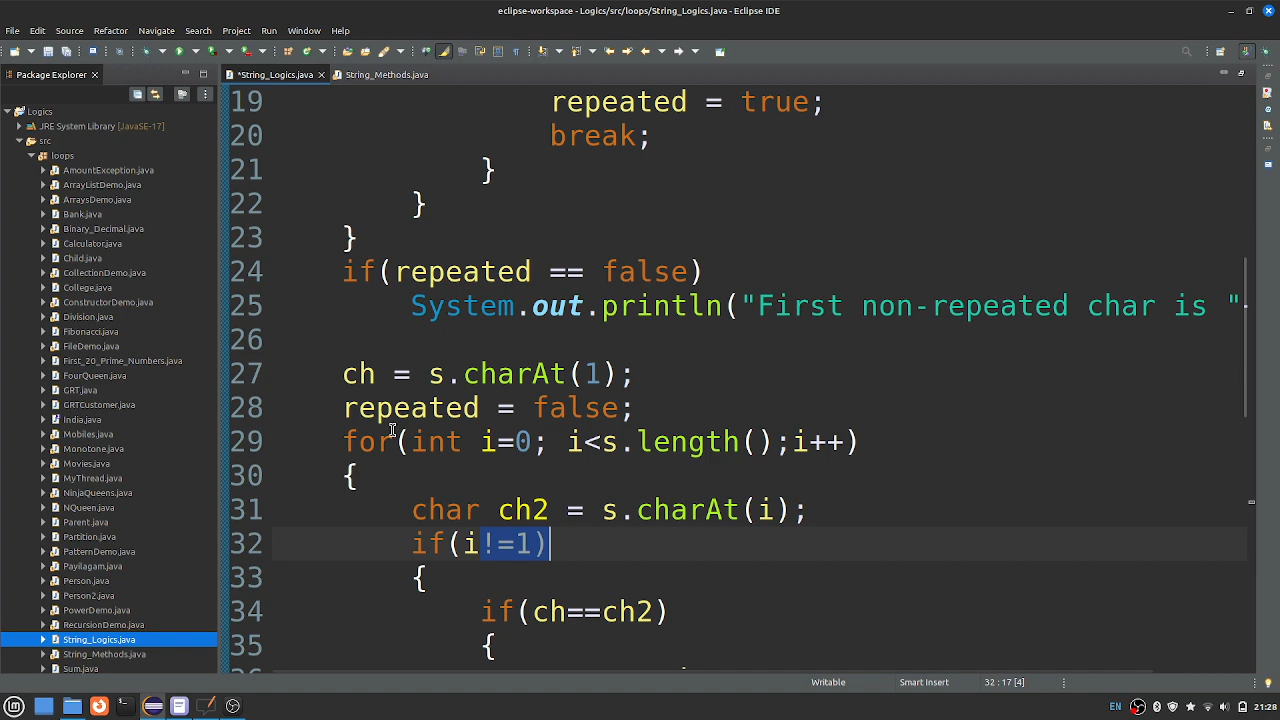 eclipse-workspace - Logics/src/loops/String_Logics.java - Eclipse IDE
File Edit Source Refactor Navigate Search Project Run Window Help
Package Explorer
*String_Logics.java
String_Methods.java
Logics
JRE System Library [JavaSE-17]
src
loops
AmountException.java
ArrayListDemo.java
ArraysDemo.java
Bank.java
Binary_Decimal.java
Calculator.java
Child.java
CollectionDemo.java
College.java
ConstructorDemo.java
Division.java
Fibonacci.java
FileDemo.java
First_20_Prime_Numbers.java
FourQueen.java
GRT.java
GRTCustomer.java
India.java
Mobiles.java
Monotone.java
Movies.java
MyThread.java
NinjaQueens.java
NQueen.java
Parent.java
Partition.java
PatternDemo.java
Payilagam.java
Person.java
Person2.java
PowerDemo.java
RecursionDemo.java
String_Logics.java
String_Methods.java
Sum.java
19 repeated = true;
20 break;
21 }
22 }
23 }
24 if(repeated == false)
25 System.out.println("First non-repeated char is "
26
27 ch = s.charAt(1);
28 repeated = false;
29 for(int i=0; i<s.length();i++)
30 {
31 char ch2 = s.charAt(i);
32 if(i!=1)
33 {
34 if(ch==ch2)
35 {
Writable
Smart Insert
32 : 17 [4]
EN
21:28